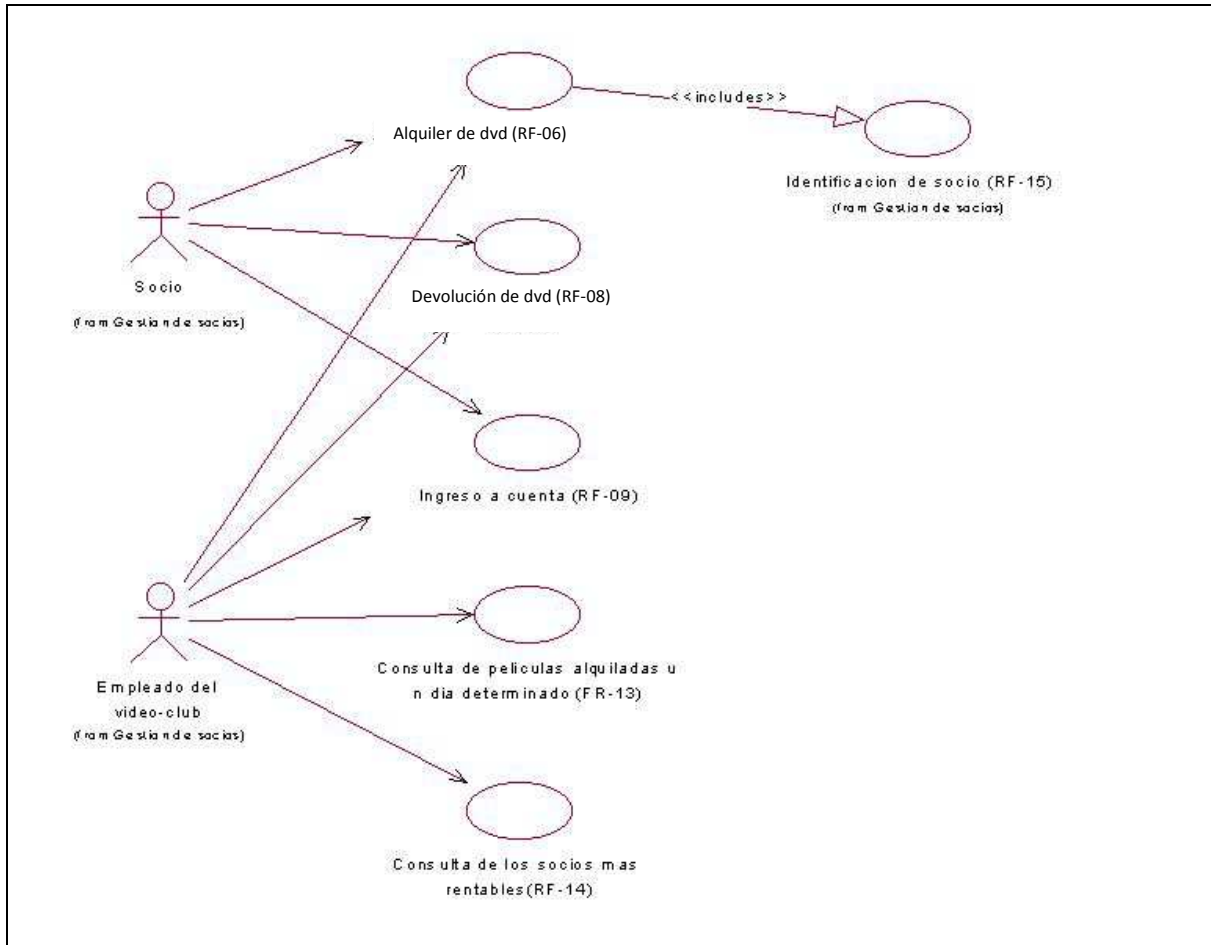 <<includes>>
Alquiler de dvd (RF-06)
Identificacion de socio (RF-15)
(from Gestion de socios)
Socio
(from Gestion de socios)
Devolución de dvd (RF-08)
Ingreso a cuenta (RF-09)
Consulta de peliculas alquiladas u
n dia determinado (FR-13)
Empleado del
video-club
(from Gestion de socios)
Consulta de los socios mas
rentables(RF-14)